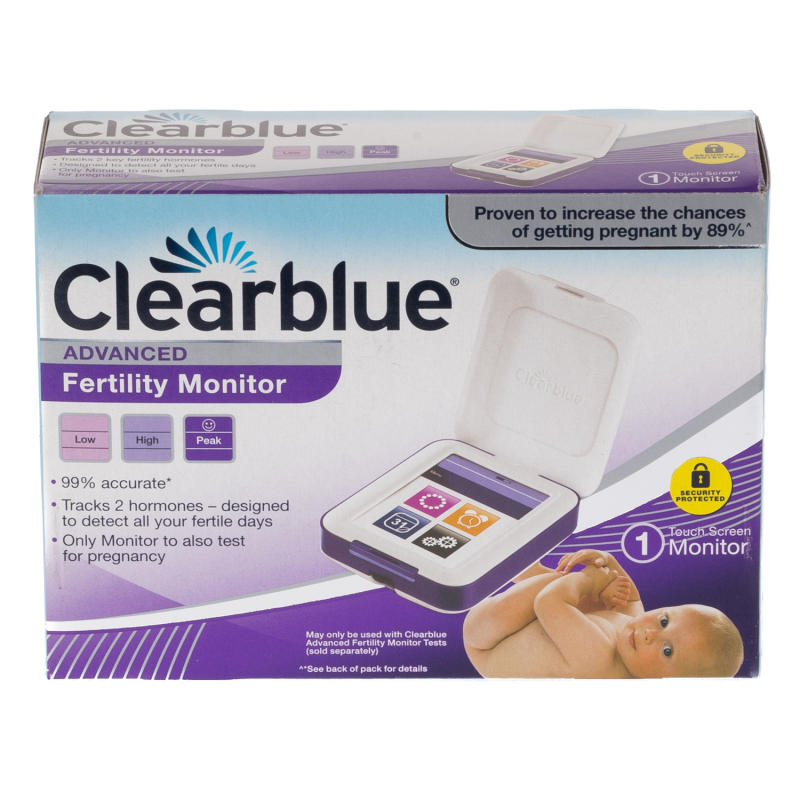 Clearblue®
ADVANCED
Fertility Monitor
• Tracks 2 key fertility hormones
• Designed to detect all your fertile days
• Only Monitor to also test
for pregnancy
Low
High
Peak
SECURITY
PROTECTED
1 Touch Screen
Monitor
Proven to increase the chances
of getting pregnant by 89%^
Clearblue®
ADVANCED
Fertility Monitor
Low
High
Peak
• 99% accurate*
• Tracks 2 hormones – designed
to detect all your fertile days
• Only Monitor to also test
for pregnancy
Clearblue
31
SECURITY
PROTECTED
1 Touch Screen
Monitor
May only be used with Clearblue
Advanced Fertility Monitor Tests
(sold separately)
^*See back of pack for details